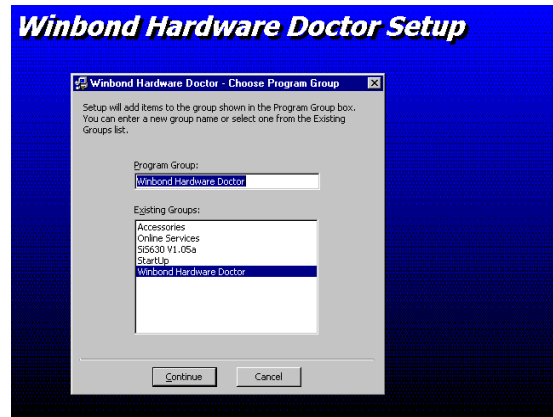 Winbond Hardware Doctor Setup
Winbond Hardware Doctor - Choose Program Group
Setup will add items to the group shown in the Program Group box.
You can enter a new group name or select one from the Existing
Groups list.
Program Group:
Winbond Hardware Doctor
Existing Groups:
Accessories
Online Services
SiS630 V1.05a
StartUp
Winbond Hardware Doctor
Continue
Cancel